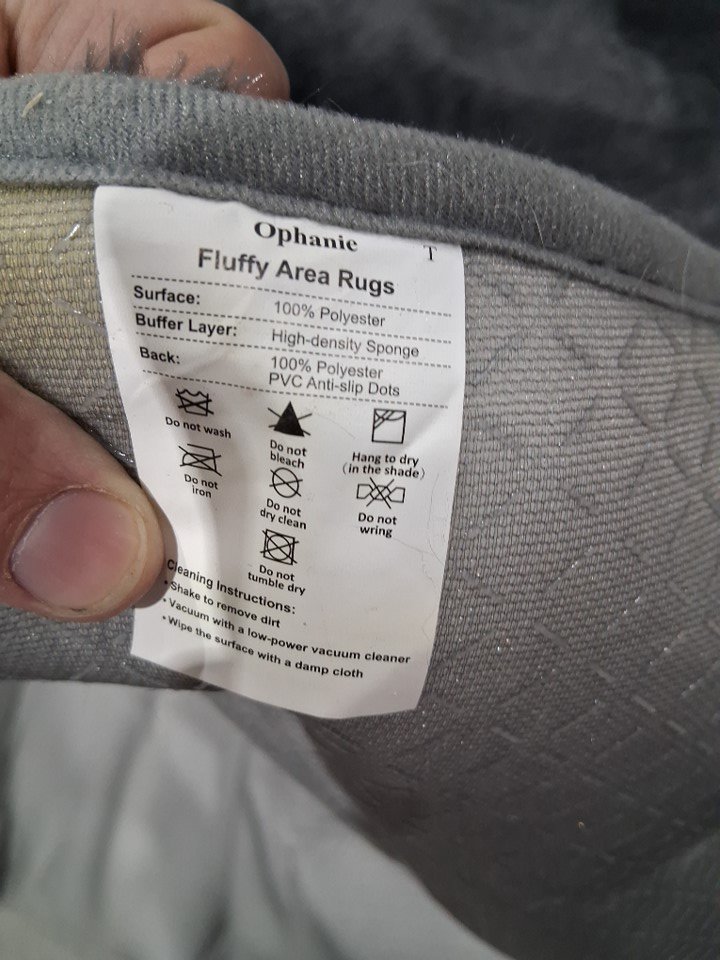 Ophanie
T
Fluffy Area Rugs
Surface: 100% Polyester
Buffer Layer: High-density Sponge
Back: 100% Polyester
PVC Anti-slip Dots
Do not wash
Do not
bleach
Hang to dry
(in the shade)
Do not
iron
Do not
dry clean
Do not
wring
Do not
tumble dry
Cleaning Instructions:
•Shake to remove dirt
•Vacuum with a low-power vacuum cleaner
•Wipe the surface with a damp cloth